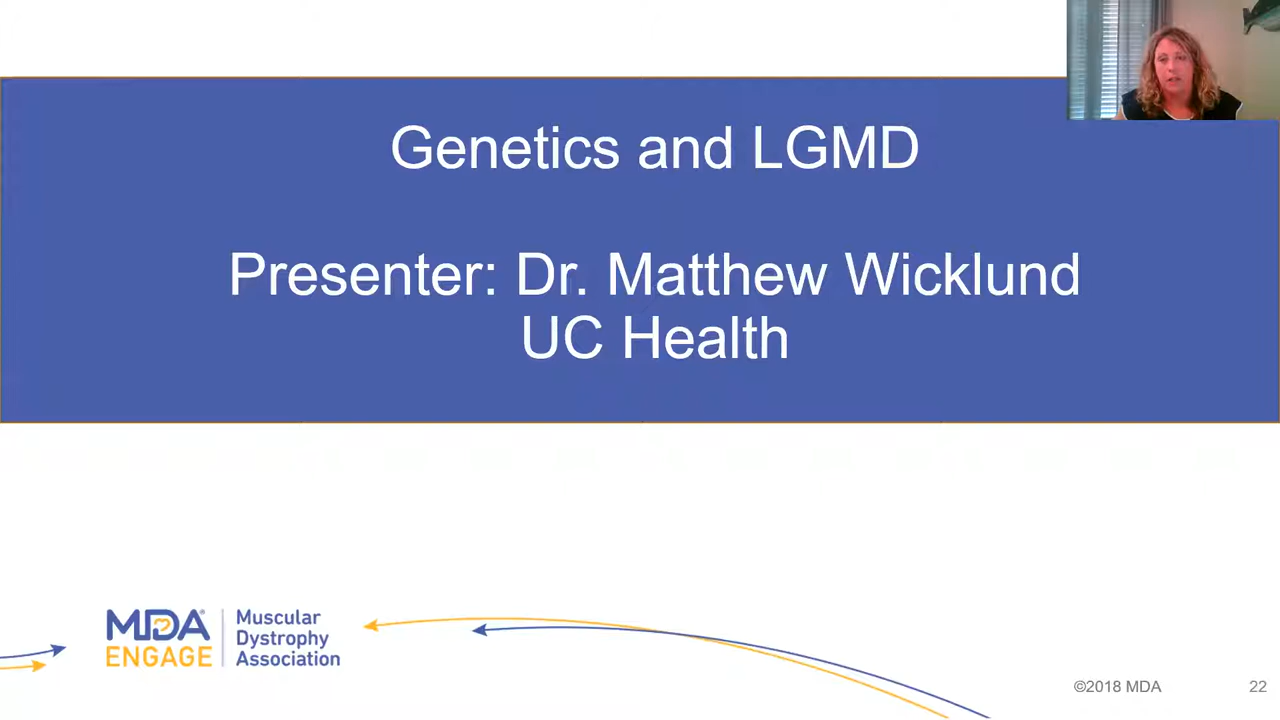 Genetics and LGMD
Presenter: Dr. Matthew Wicklund
UC Health
MDA®
ENGAGE
Muscular
Dystrophy
Association
©2018 MDA
22